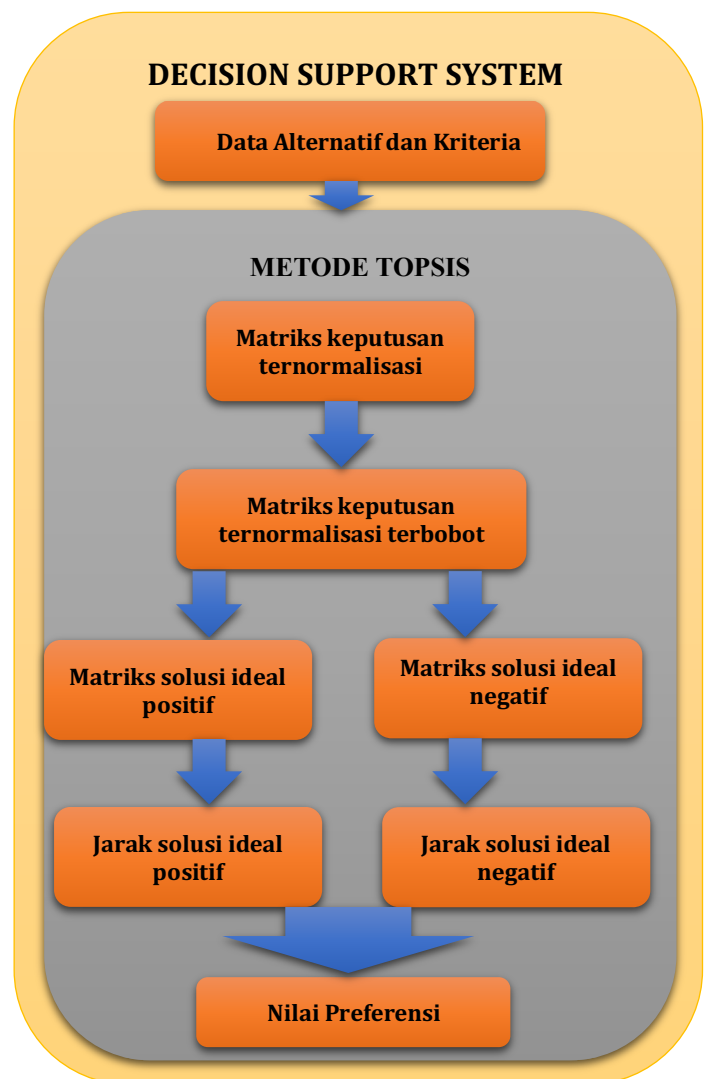 DECISION SUPPORT SYSTEM
Data Alternatif dan Kriteria
METODE TOPSIS
Matriks keputusan
ternormalisasi
Matriks keputusan
ternormalisasi terbobot
Matriks solusi ideal
positif
Matriks solusi ideal
negatif
Jarak solusi ideal
positif
Jarak solusi ideal
negatif
Nilai Preferensi